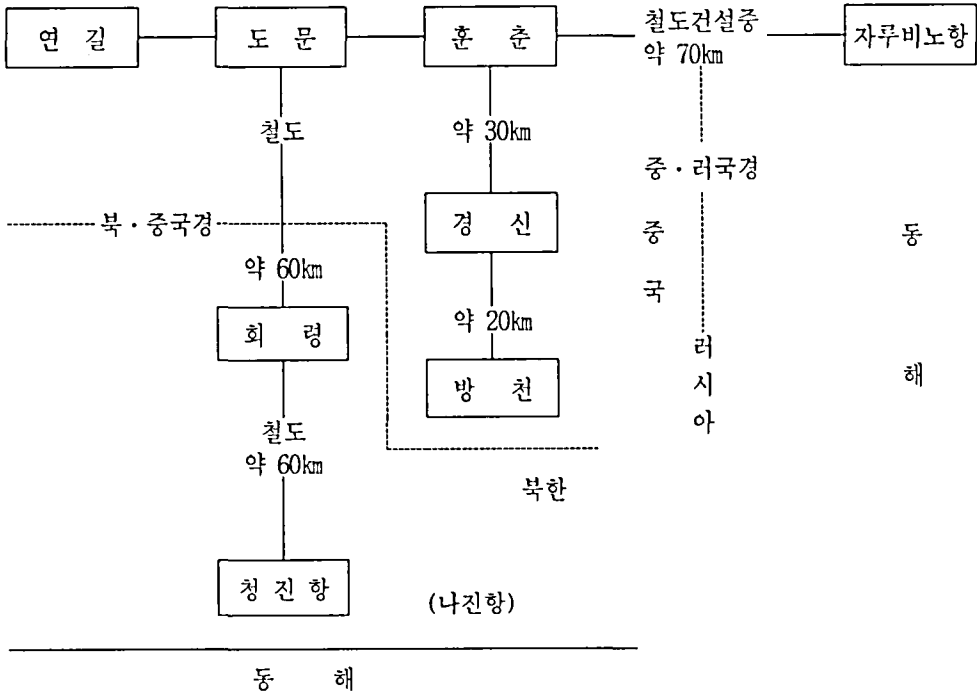 연 길
도 문
훈 춘
철도건설중
약 70㎞
자루비노항
철도
약 30㎞
중·러국경
북·중국경
경 신
중
국
동
해
약 60㎞
회 령
약 20㎞
방 천
러
시
아
철도
약 60㎞
북한
청 진 항
(나진항)
동 해